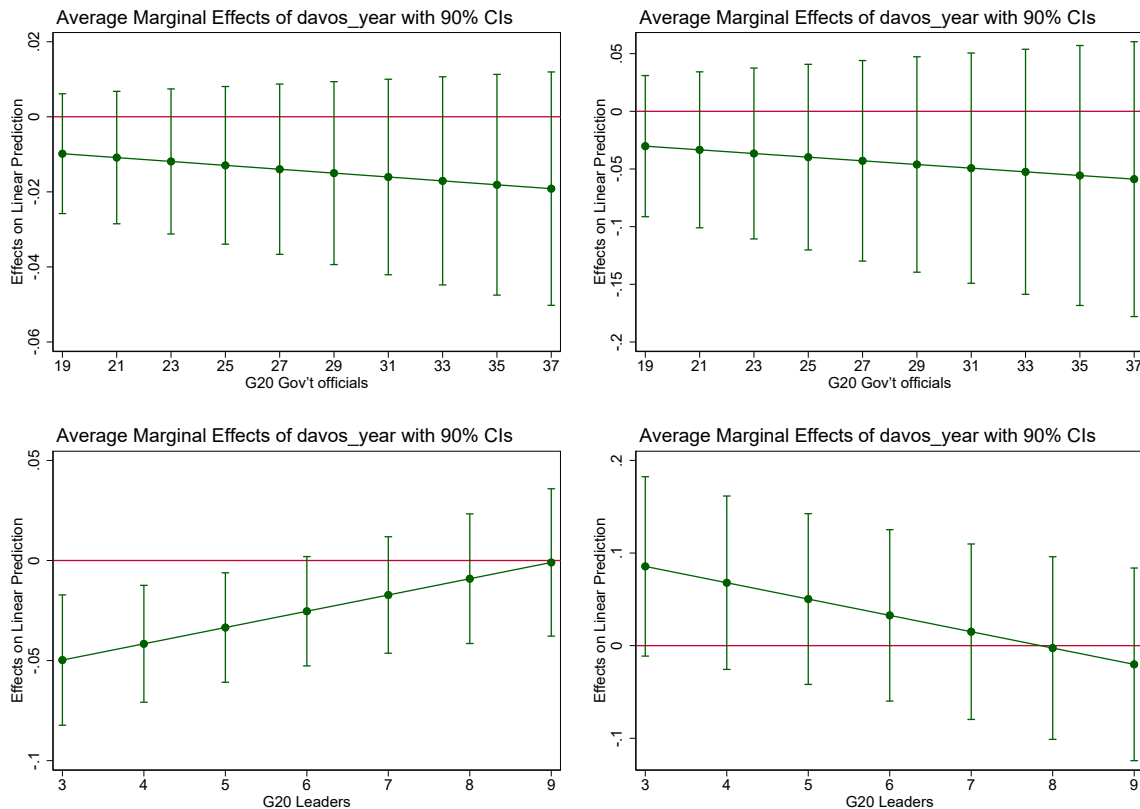 Average Marginal Effects of davos_year with 90% CIs
Effects on Linear Prediction
.02
0
-.02
-.04
-.06
19 21 23 25 27 29 31 33 35 37
G20 Gov't officials
Average Marginal Effects of davos_year with 90% CIs
Effects on Linear Prediction
.05
0
-.05
-.1
-.15
-.2
19 21 23 25 27 29 31 33 35 37
G20 Gov't officials
Average Marginal Effects of davos_year with 90% CIs
Effects on Linear Prediction
.05
0
-.05
-.1
3 4 5 6 7 8 9
G20 Leaders
Average Marginal Effects of davos_year with 90% CIs
Effects on Linear Prediction
.2
.1
0
-.1
3 4 5 6 7 8 9
G20 Leaders